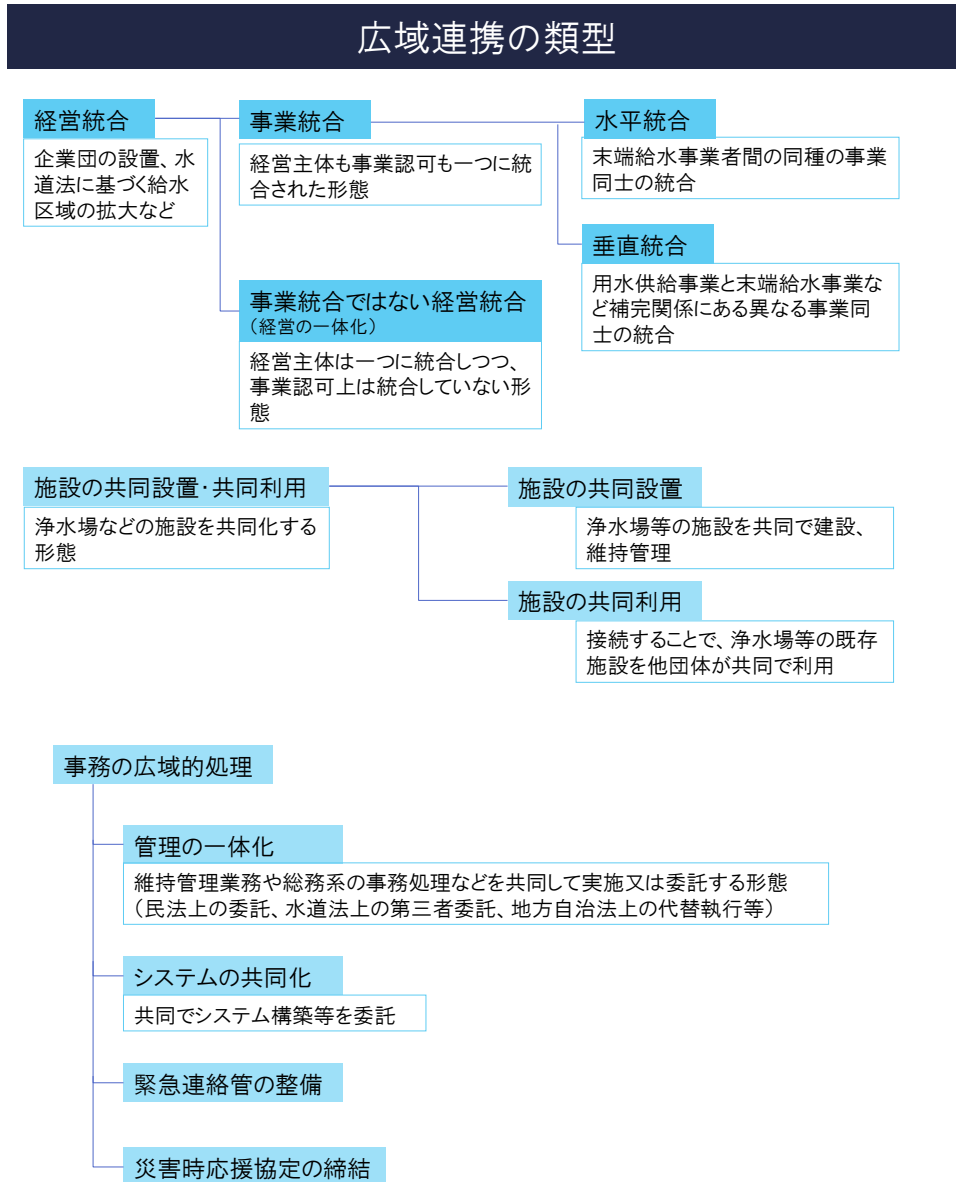 広域連携の類型
経営統合
企業団の設置、水
道法に基づく給水
区域の拡大など
事業統合
経営主体も事業認可も一つに統
合された形態
水平統合
末端給水事業者間の同種の事業
同士の統合
垂直統合
用水供給事業と末端給水事業な
ど補完関係にある異なる事業同
士の統合
事業統合ではない経営統合
（経営の一体化）
経営主体は一つに統合しつつ、
事業認可上は統合していない形
態
施設の共同設置・共同利用
浄水場などの施設を共同化する
形態
施設の共同設置
浄水場等の施設を共同で建設、
維持管理
施設の共同利用
接続することで、浄水場等の既存
施設を他団体が共同で利用
事務の広域的処理
管理の一体化
維持管理業務や総務系の事務処理などを共同して実施又は委託する形態
（民法上の委託、水道法上の第三者委託、地方自治法上の代替執行等）
システムの共同化
共同でシステム構築等を委託
緊急連絡管の整備
災害時応援協定の締結